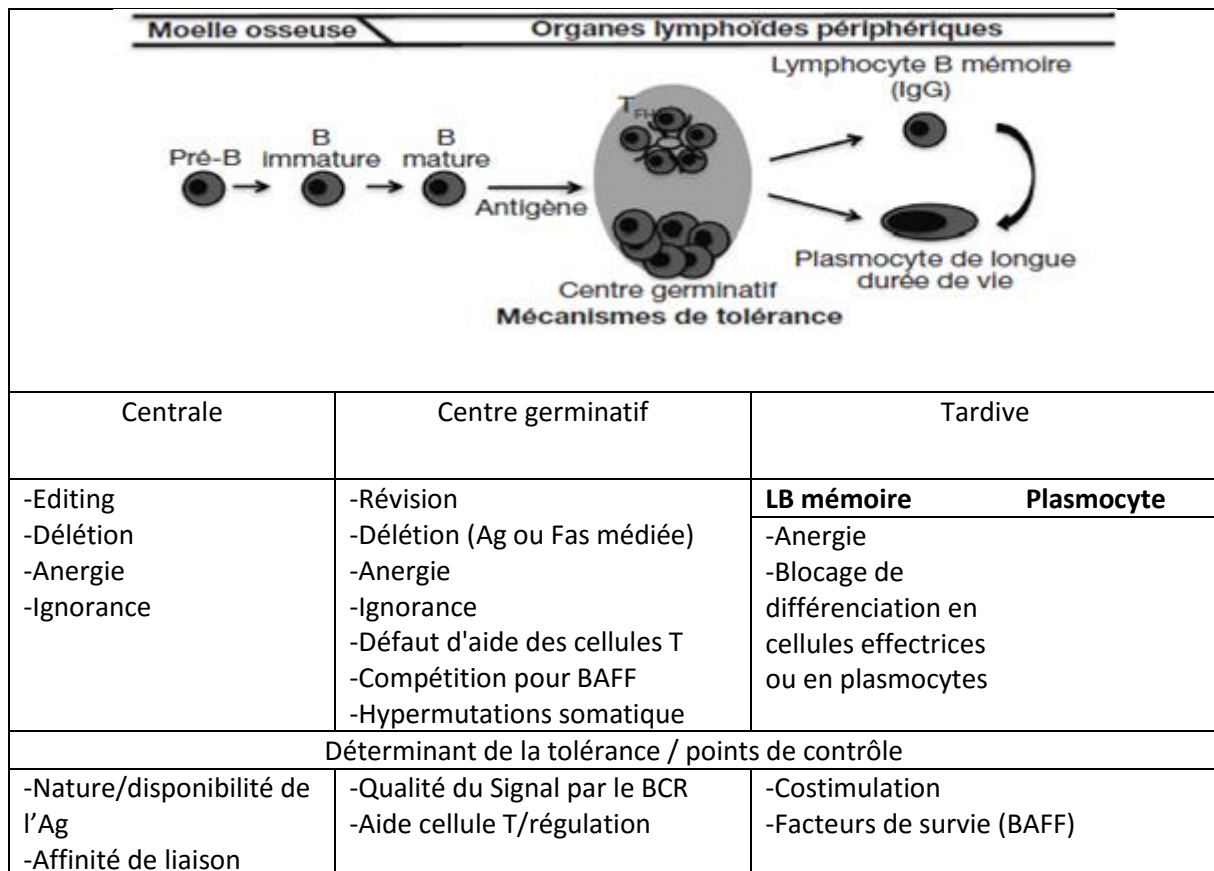 Moelle osseuse
Organes lymphoïdes périphériques
Lymphocyte B mémoire
(IgG)
T FH
B
B
Pré-B immature mature
Antigène
Plasmocyte de longue
durée de vie
Centre germinatif
Mécanismes de tolérance
Centrale
Centre germinatif
Tardive
-Editing
-Délétion
-Anergie
-Ignorance
-Révision
-Délétion (Ag ou Fas médiée)
-Anergie
-Ignorance
-Défaut d'aide des cellules T
-Compétition pour BAFF
-Hypermutations somatique
LB mémoire Plasmocyte
-Anergie
-Blocage de
différenciation en
cellules effectrices
ou en plasmocytes
Déterminant de la tolérance / points de contrôle
-Nature/disponibilité de
l’Ag
-Affinité de liaison
-Qualité du Signal par le BCR
-Aide cellule T/régulation
-Costimulation
-Facteurs de survie (BAFF)